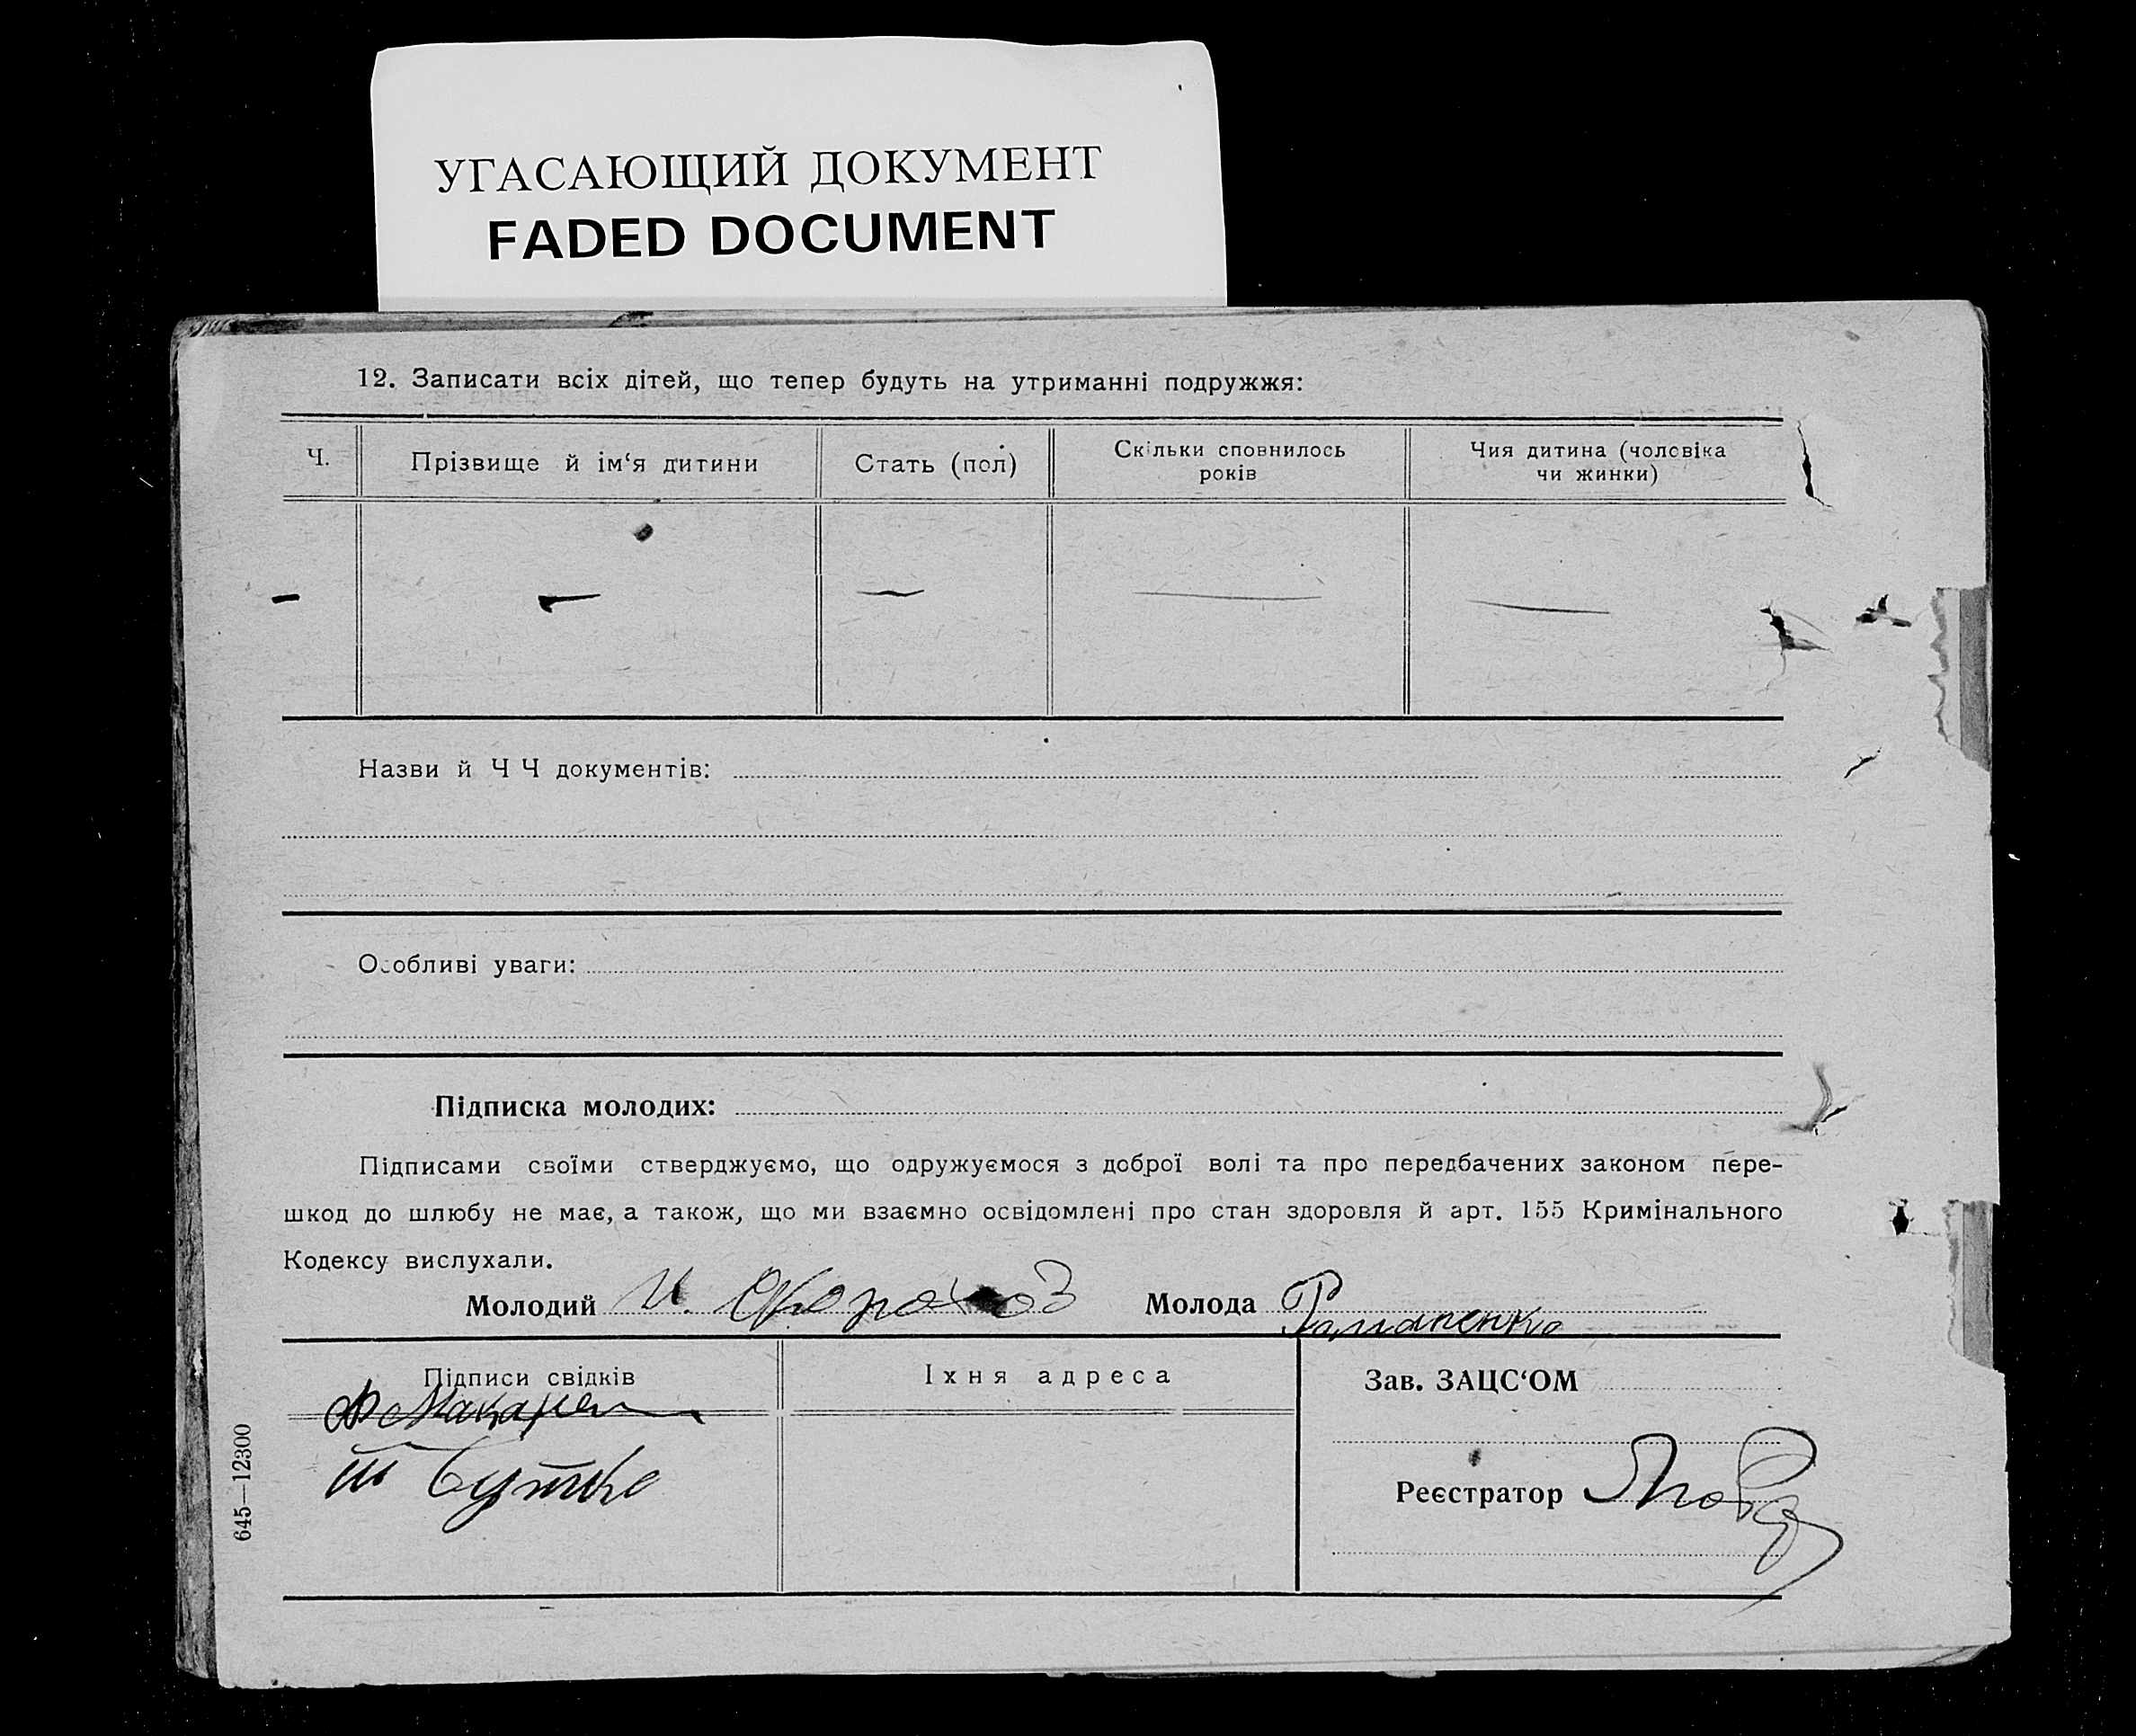 УГАСАЮЩИЙ ДОКУМЕНТ
FADED DOCUMENT
12. Записати всіх дітей, що тепер будуть на утриманні подружжя:
Ч.
Прізвище й ім‘я дитини
Стать (пол)
Скільки сповнилось
років
Чия дитина (чоловіка
чи жинки)
Назви й Ч Ч документів:
Особливі уваги:
Підписка молодих:
Підписами своїми стверджуємо, що одружуємося з доброї волі та про передбачених законом пере-
шкод до шлюбу не має, а також, що ми взаємно освідомлені про стан здоровля й арт. 155 Кримінального
Кодексу вислухали.
Молодий И.
Молода Романенко
Підписи свідків
Їхня адреса
Зав. ЗАЦС‘ОМ
Реєстратор
645—12300